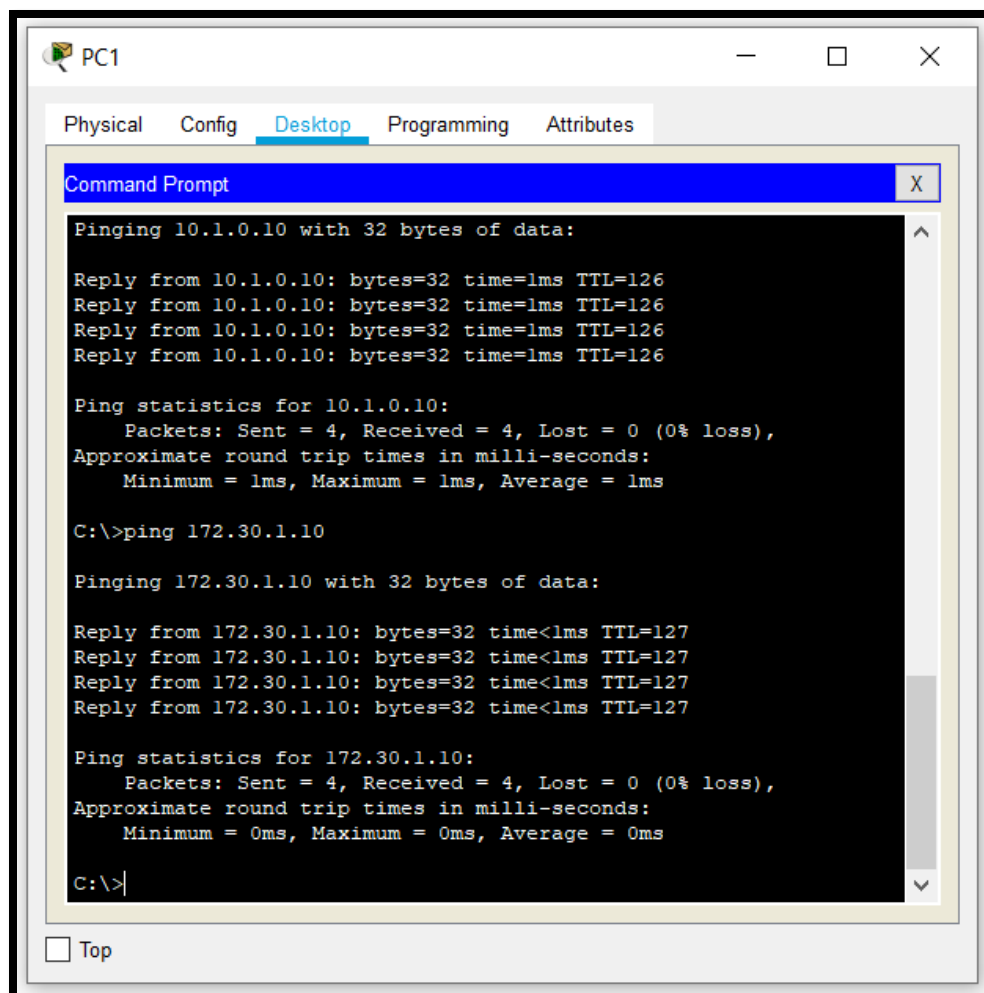 PC1
Physical Config Desktop Programming Attributes
Command Prompt X
Pinging 10.1.0.10 with 32 bytes of data:
Reply from 10.1.0.10: bytes=32 time=1ms TTL=126
Reply from 10.1.0.10: bytes=32 time=1ms TTL=126
Reply from 10.1.0.10: bytes=32 time=1ms TTL=126
Reply from 10.1.0.10: bytes=32 time=1ms TTL=126
Ping statistics for 10.1.0.10:
Packets: Sent = 4, Received = 4, Lost = 0 (0% loss),
Approximate round trip times in milli-seconds:
Minimum = 1ms, Maximum = 1ms, Average = 1ms
C:\>ping 172.30.1.10
Pinging 172.30.1.10 with 32 bytes of data:
Reply from 172.30.1.10: bytes=32 time<1ms TTL=127
Reply from 172.30.1.10: bytes=32 time<1ms TTL=127
Reply from 172.30.1.10: bytes=32 time<1ms TTL=127
Reply from 172.30.1.10: bytes=32 time<1ms TTL=127
Ping statistics for 172.30.1.10:
Packets: Sent = 4, Received = 4, Lost = 0 (0% loss),
Approximate round trip times in milli-seconds:
Minimum = 0ms, Maximum = 0ms, Average = 0ms
C:\>
Top